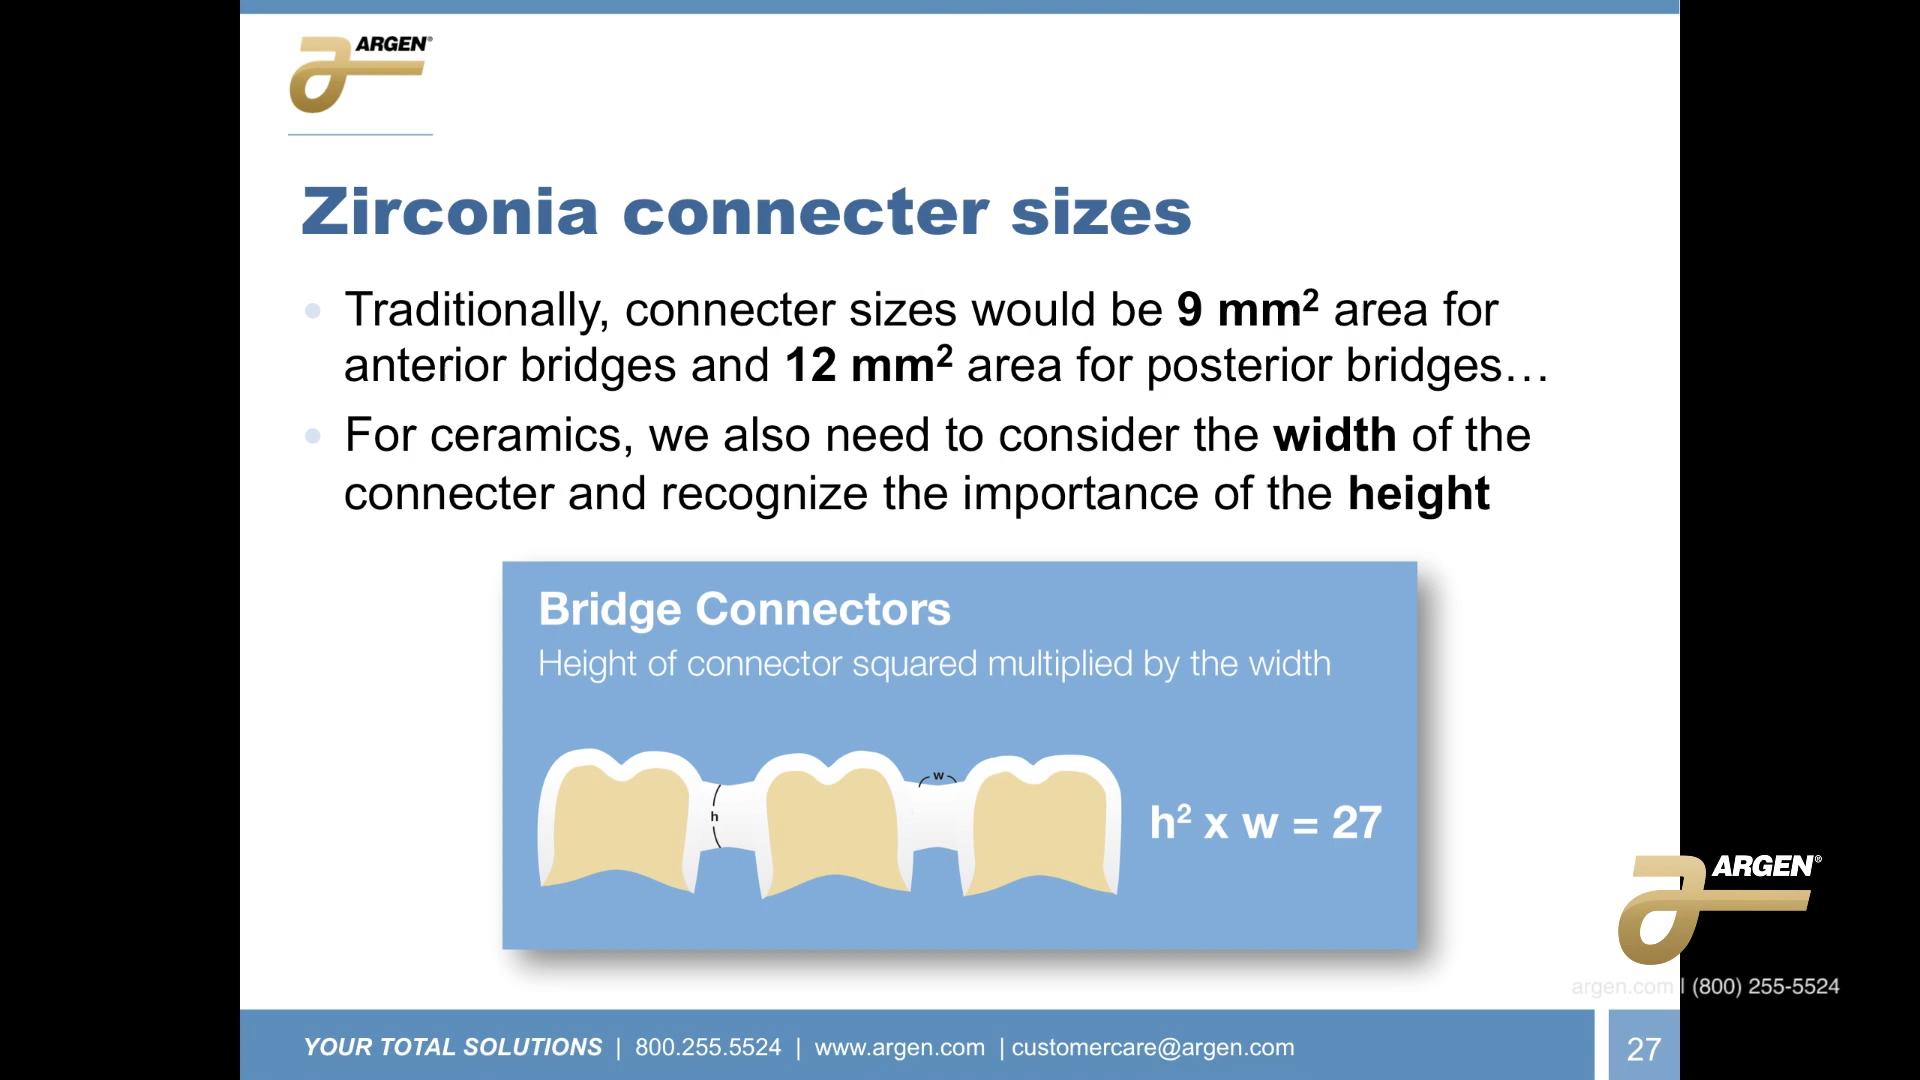 ARGEN®
Zirconia connecter sizes
• Traditionally, connecter sizes would be 9 mm² area for
anterior bridges and 12 mm² area for posterior bridges…
• For ceramics, we also need to consider the width of the
connecter and recognize the importance of the height
Bridge Connectors
Height of connector squared multiplied by the width
w
h
h² x w = 27
ARGEN®
argen.com | (800) 255-5524
YOUR TOTAL SOLUTIONS | 800.255.5524 | www.argen.com | customercare@argen.com
27